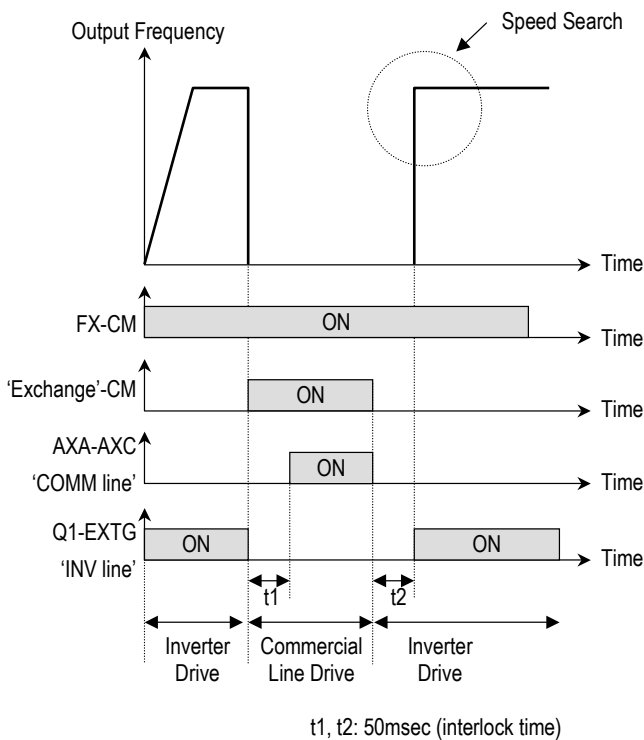 Speed Search
Output Frequency
Time
FX-CM
ON
Time
'Exchange'-CM
ON
Time
AXA-AXC
'COMM line'
ON
Time
Q1-EXTG
'INV line'
ON
ON
Time
t1
t2
Inverter
Drive
Commercial
Line Drive
Inverter
Drive
t1, t2: 50msec (interlock time)